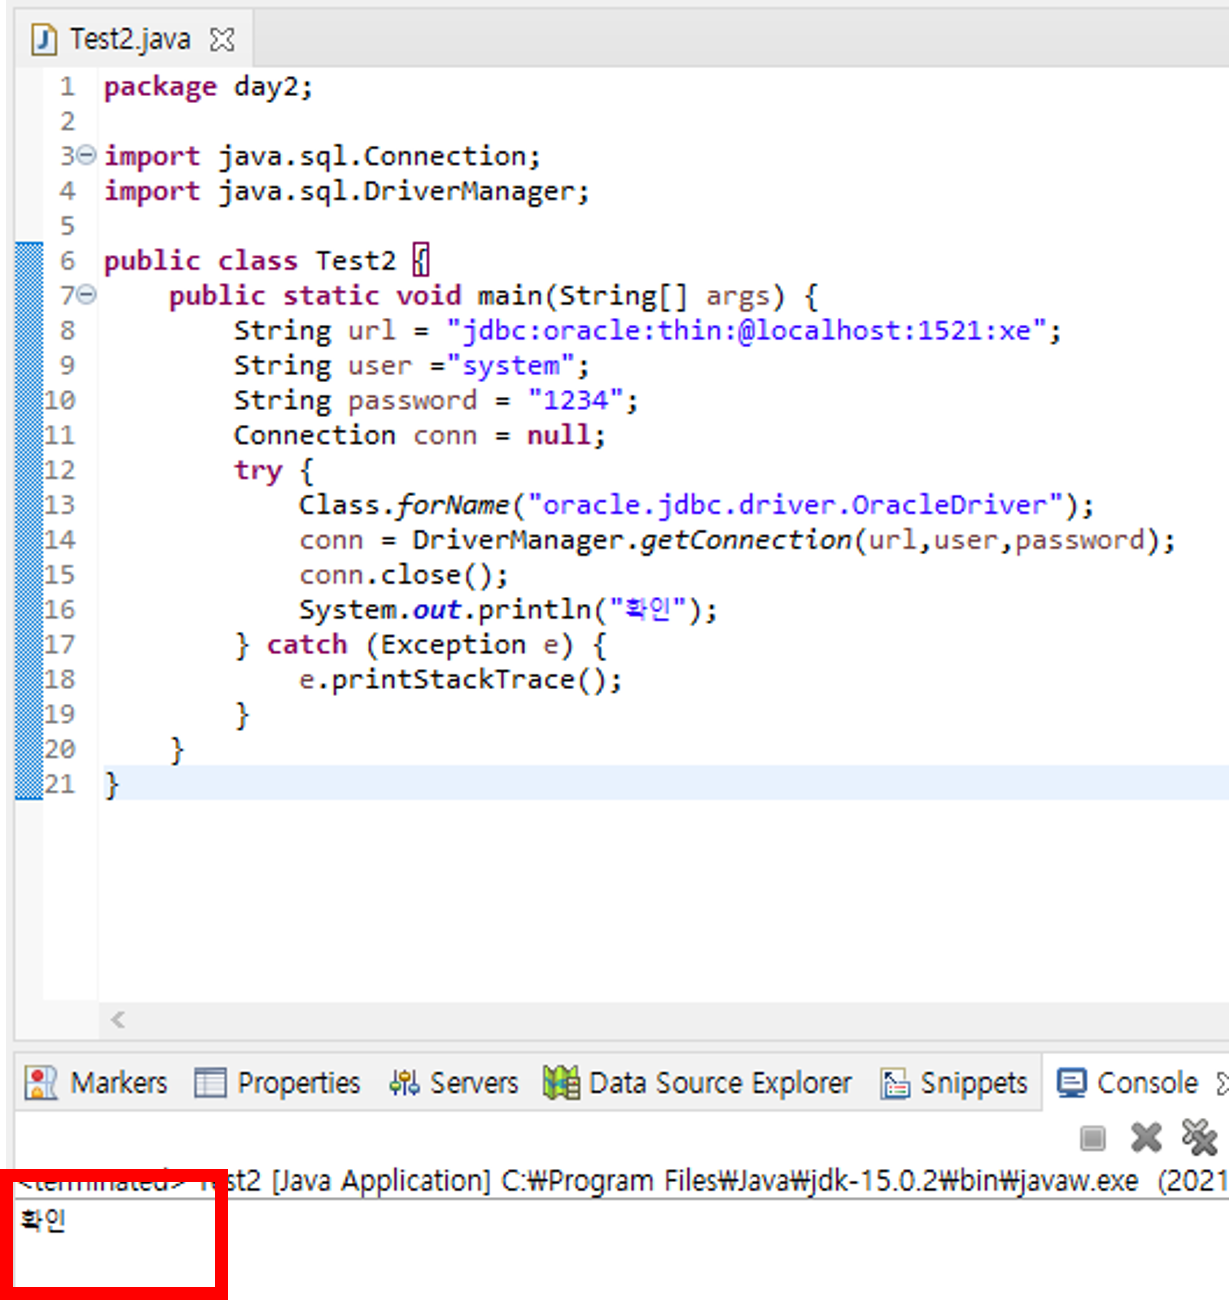 Test2.java
1 package day2;
2
3 import java.sql.Connection;
4 import java.sql.DriverManager;
5
6 public class Test2 {
7     public static void main(String[] args) {
8         String url = "jdbc:oracle:thin:@localhost:1521:xe";
9         String user ="system";
10         String password = "1234";
11         Connection conn = null;
12         try {
13             Class.forName("oracle.jdbc.driver.OracleDriver");
14             conn = DriverManager.getConnection(url,user,password);
15             conn.close();
16             System.out.println("확인");
17         } catch (Exception e) {
18             e.printStackTrace();
19         }
20     }
21 }
Markers Properties Servers Data Source Explorer Snippets Console
<terminated> Test2 [Java Application] C:₩Program Files₩Java₩jdk-15.0.2₩bin₩javaw.exe (2021
확인